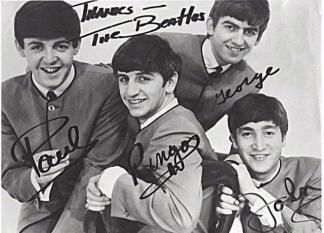 THANKS —
THE BEATLES
George
Paul
Ringo
John